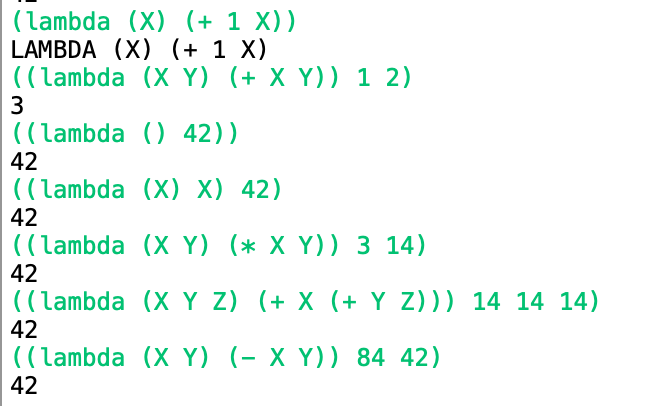 (lambda (X) (+ 1 X))
LAMBDA (X) (+ 1 X)
((lambda (X Y) (+ X Y)) 1 2)
3
((lambda () 42))
42
((lambda (X) X) 42)
42
((lambda (X Y) (* X Y)) 3 14)
42
((lambda (X Y Z) (+ X (+ Y Z))) 14 14 14)
42
((lambda (X Y) (- X Y)) 84 42)
42